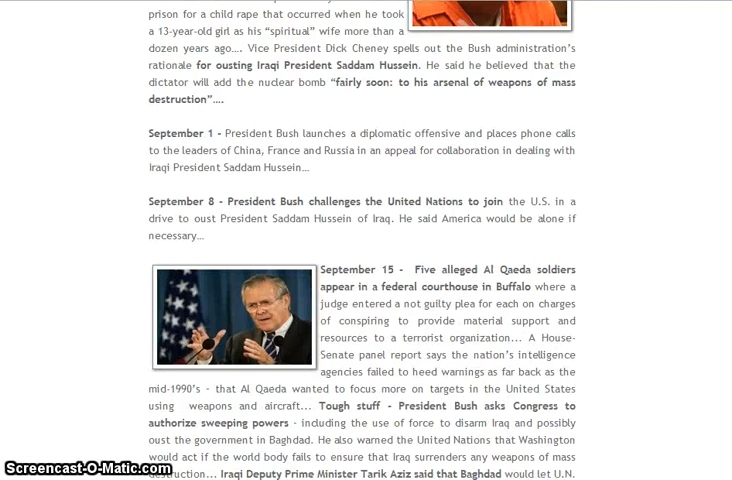 prison for a child rape that occurred when he took
a 13-year-old girl as his “spiritual” wife more than a
dozen years ago…. Vice President Dick Cheney spells out the Bush administration’s
rationale for ousting Iraqi President Saddam Hussein. He said he believed that the
dictator will add the nuclear bomb “fairly soon: to his arsenal of weapons of mass
destruction”….
September 1 - President Bush launches a diplomatic offensive and places phone calls
to the leaders of China, France and Russia in an appeal for collaboration in dealing with
Iraqi President Saddam Hussein…
September 8 - President Bush challenges the United Nations to join the U.S. in a
drive to oust President Saddam Hussein of Iraq. He said America would be alone if
necessary…
September 15 - Five alleged Al Qaeda soldiers
appear in a federal courthouse in Buffalo where a
judge entered a not guilty plea for each on charges
of conspiring to provide material support and
resources to a terrorist organization... A House-
Senate panel report says the nation’s intelligence
agencies failed to heed warnings as far back as the
mid-1990’s - that Al Qaeda wanted to focus more on targets in the United States
using weapons and aircraft... Tough stuff - President Bush asks Congress to
authorize sweeping powers - including the use of force to disarm Iraq and possibly
oust the government in Baghdad. He also warned the United Nations that Washington
would act if the world body fails to ensure that Iraq surrenders any weapons of mass
destruction... Iraqi Deputy Prime Minister Tarik Aziz said that Baghdad would let U.N.
Screencast-O-Matic.com